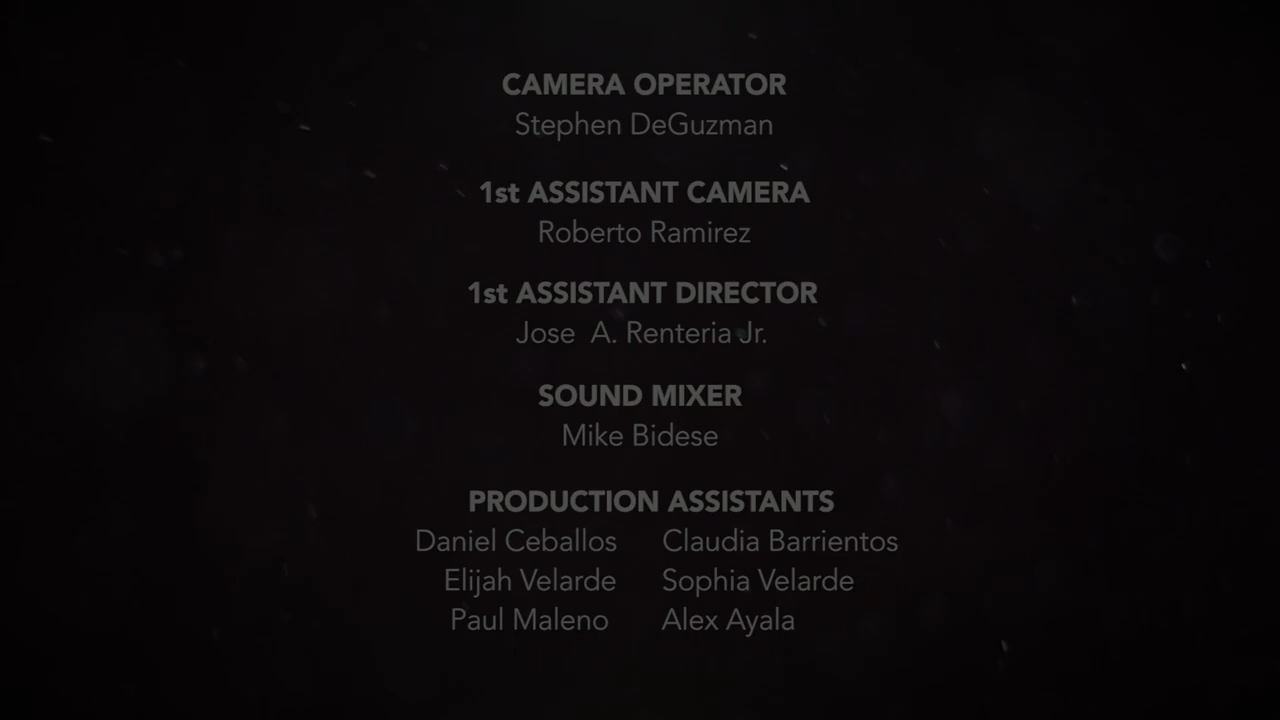 CAMERA OPERATOR
Stephen DeGuzman
1st ASSISTANT CAMERA
Roberto Ramirez
1st ASSISTANT DIRECTOR
Jose  A. Renteria Jr.
SOUND MIXER
Mike Bidese
PRODUCTION ASSISTANTS
Daniel Ceballos Claudia Barrientos
Elijah Velarde Sophia Velarde
Paul Maleno Alex Ayala